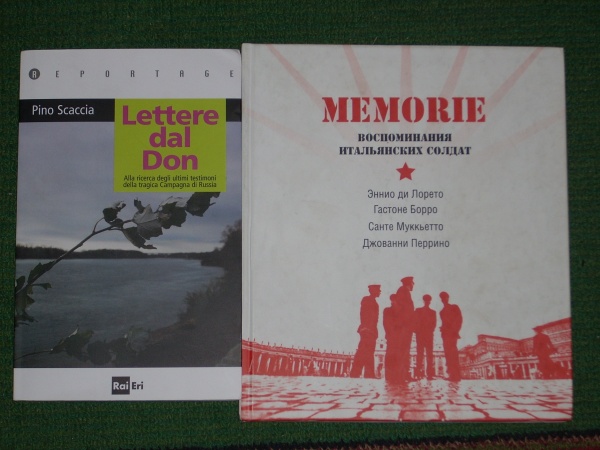 REPORTAGE
Pino Scaccia
Lettere
dal
Don
Alla ricerca degli ultimi testimoni
della tragica Campagna di Russia
Rai Eri
MEMORIE
ВОСПОМИНАНИЯ
ИТАЛЬЯНСКИХ СОЛДАТ
Эннио ди Лорето
Гастоне Борро
Санте Муккьетто
Джованни Перрино